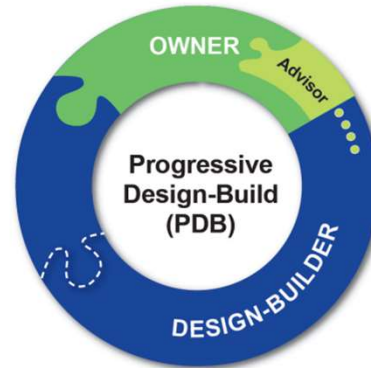 OWNER
Advisor
Progressive
Design-Build
(PDB)
DESIGN-BUILDER